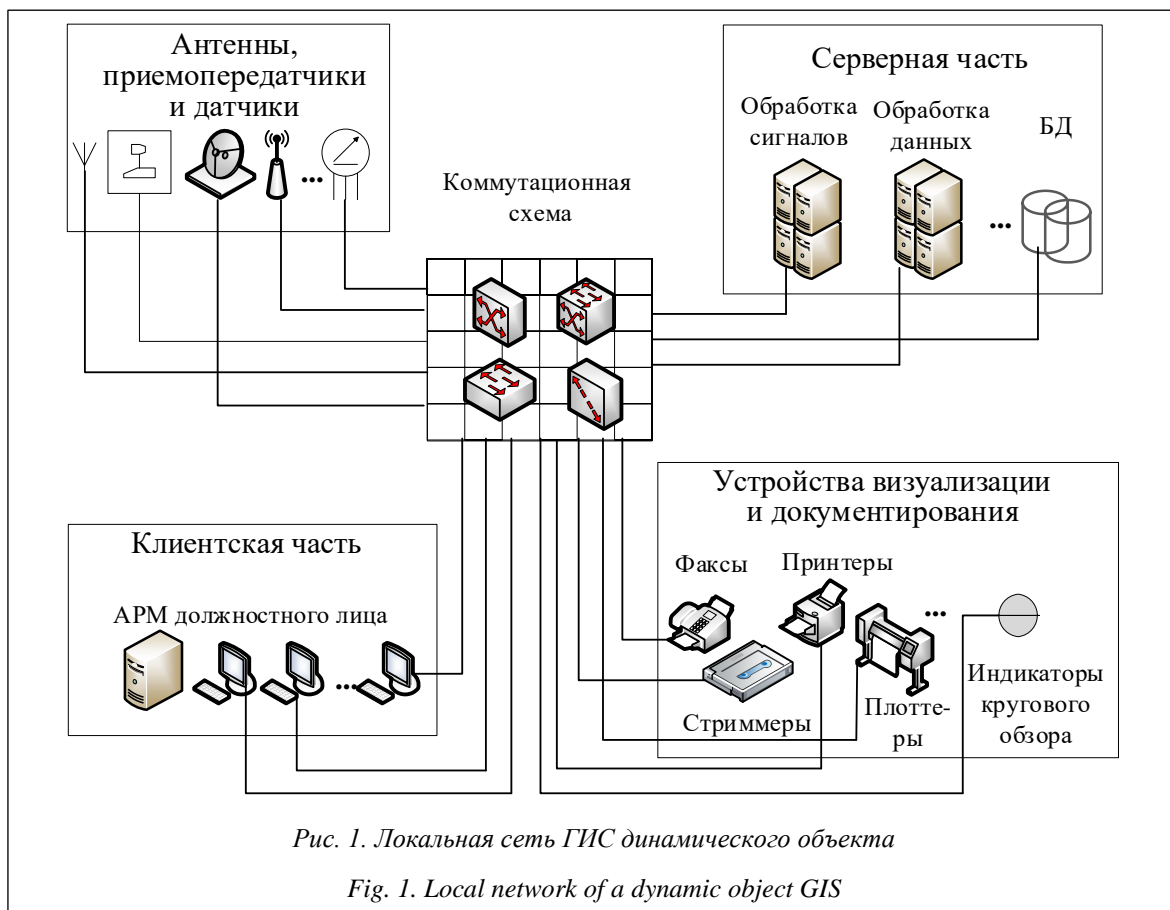 Антенны,
приемопередатчики
и датчики
Серверная часть
Обработка
сигналов
Обработка
данных
БД
Коммутационная
схема
Клиентская часть
АРМ должностного лица
Устройства визуализации
и документирования
Факсы
Принтеры
Стриммеры
Плотте-
ры
Индикаторы
кругового
обзора
Рис. 1. Локальная сеть ГИС динамического объекта
Fig. 1. Local network of a dynamic object GIS